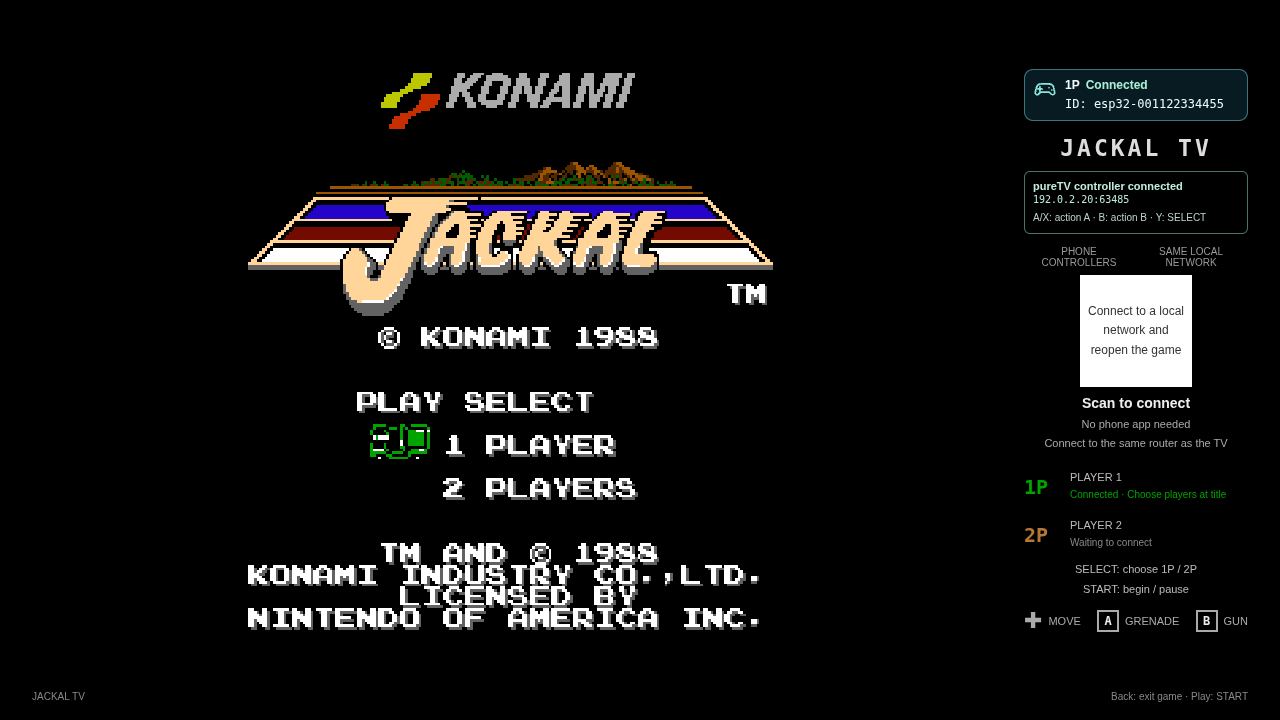 KONAMI
JACKAL
TM
© KONAMI 1988
PLAY SELECT
1 PLAYER
2 PLAYERS
TM AND © 1988
KONAMI INDUSTRY CO.,LTD.
LICENSED BY
NINTENDO OF AMERICA INC.
1P Connected
ID: esp32-001122334455
JACKAL TV
pureTV controller connected
192.0.2.20:63485
A/X: action A · B: action B · Y: SELECT
PHONE CONTROLLERS
SAME LOCAL NETWORK
Connect to a local
network and
reopen the game
Scan to connect
No phone app needed
Connect to the same router as the TV
1P PLAYER 1
Connected · Choose players at title
2P PLAYER 2
Waiting to connect
SELECT: choose 1P / 2P
START: begin / pause
MOVE A GRENADE B GUN
JACKAL TV
Back: exit game · Play: START